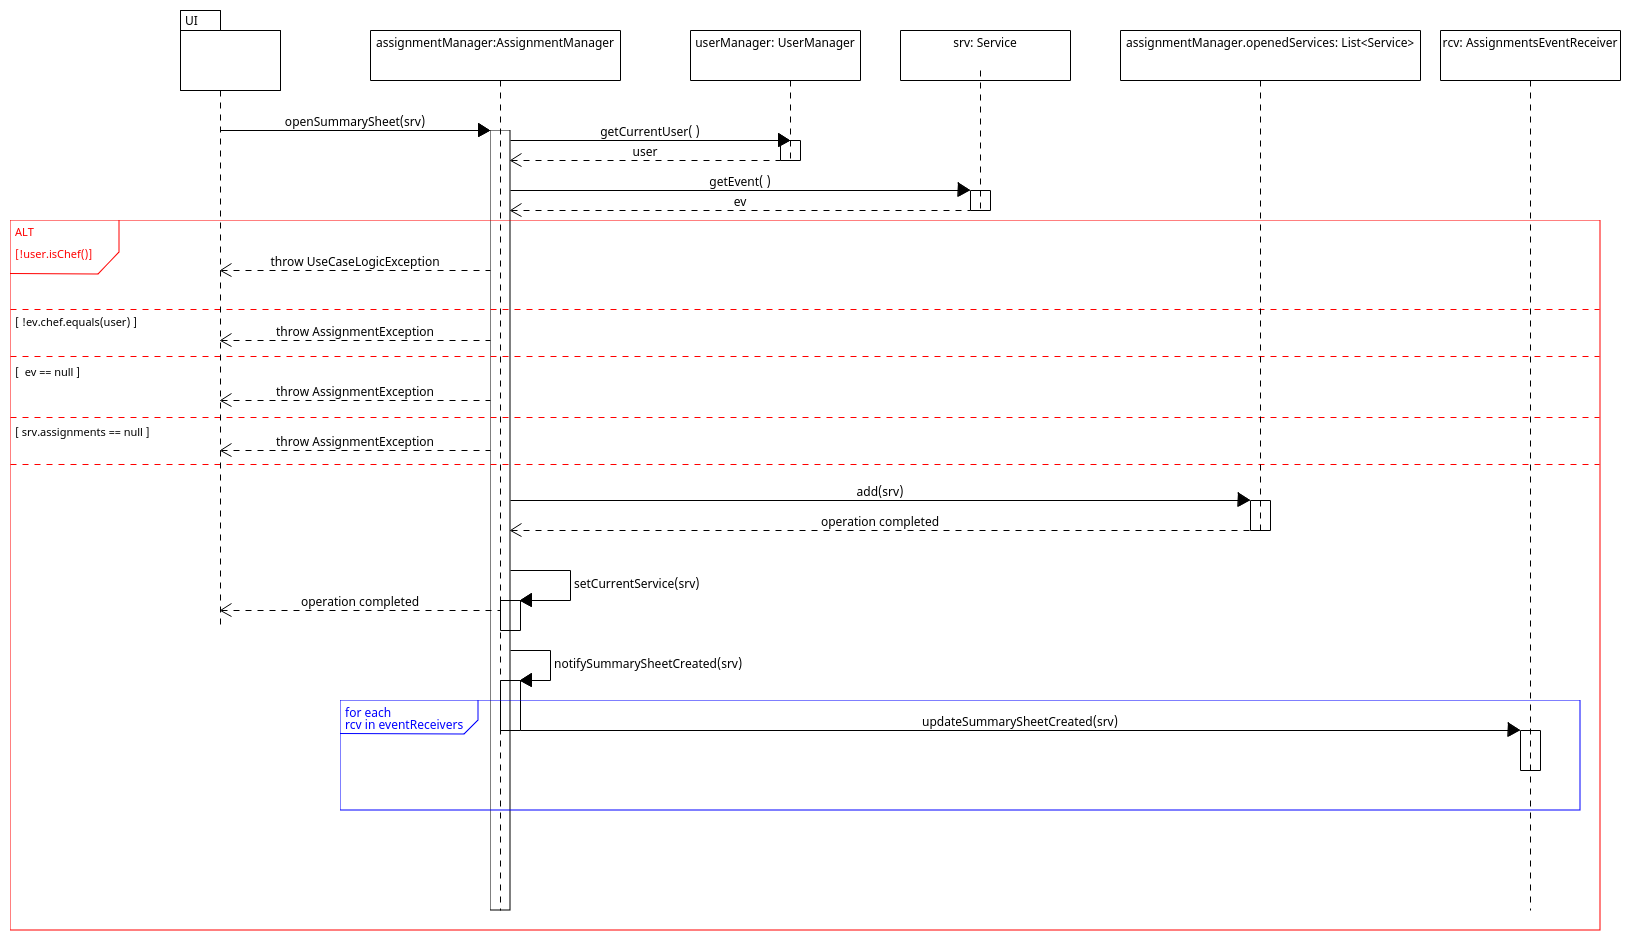 UI
assignmentManager:AssignmentManager
userManager: UserManager
srv: Service
assignmentManager.openedServices: List<Service>
rcv: AssignmentsEventReceiver
openSummarySheet(srv)
getCurrentUser( )
user
getEvent( )
ev
ALT
[!user.isChef()]
throw UseCaseLogicException
[ !ev.chef.equals(user) ]
throw AssignmentException
[  ev == null ]
throw AssignmentException
[ srv.assignments == null ]
throw AssignmentException
add(srv)
operation completed
setCurrentService(srv)
operation completed
notifySummarySheetCreated(srv)
for each
rcv in eventReceivers
updateSummarySheetCreated(srv)